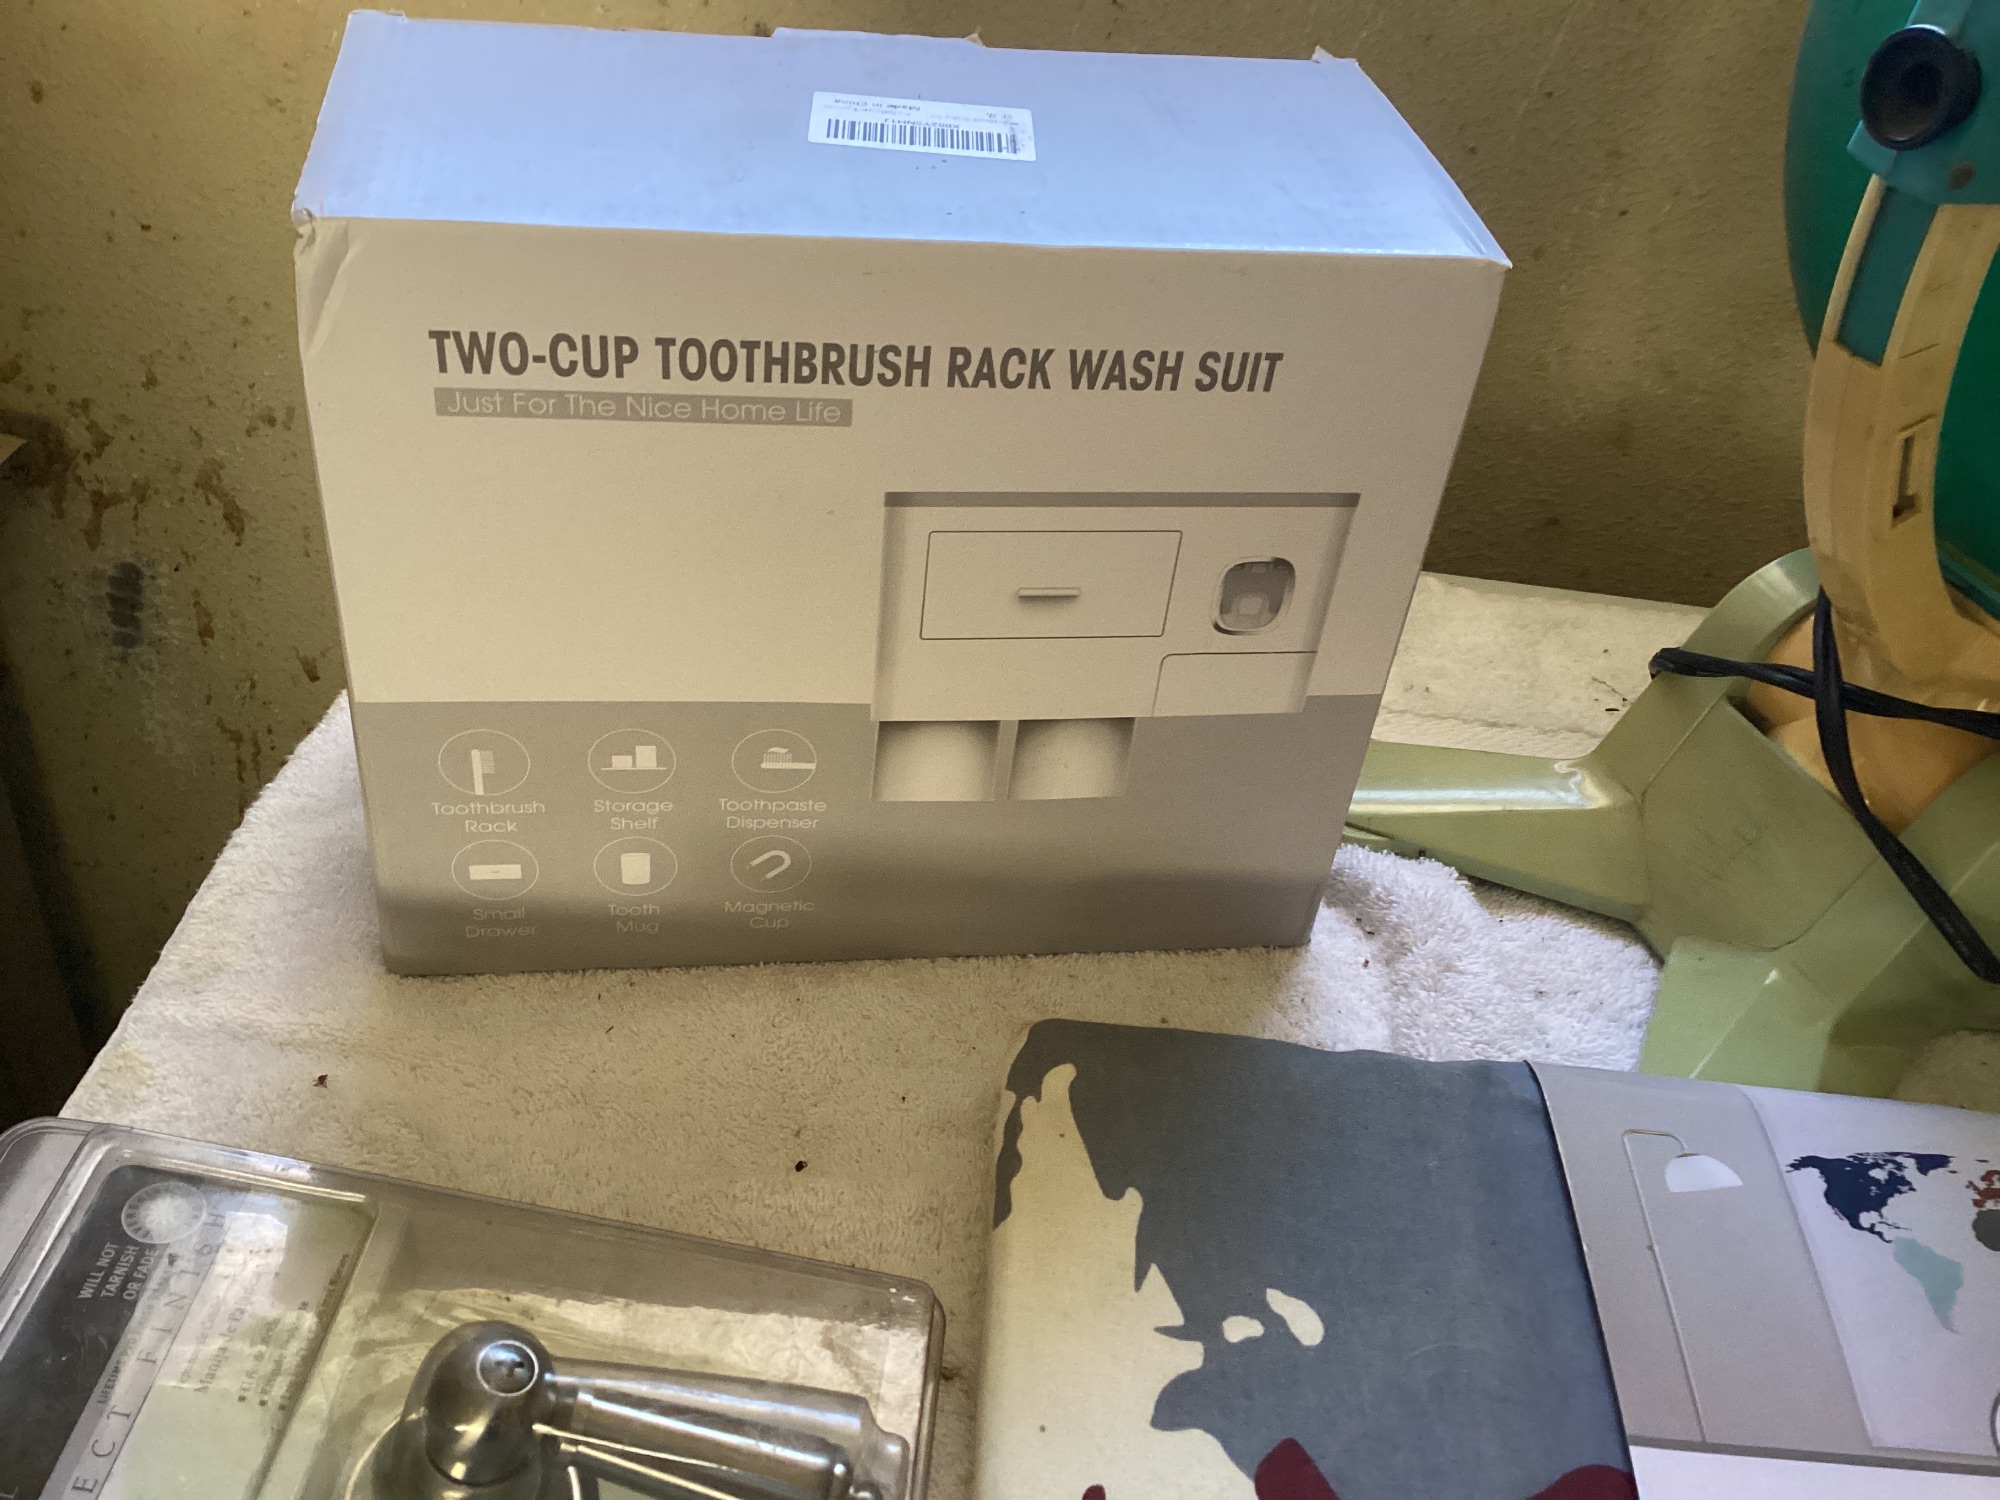 Made in China
TWO-CUP TOOTHBRUSH RACK WASH SUIT
Just For The Nice Home Life
Toothbrush
Rack
Storage
Shelf
Toothpaste
Dispenser
Small
Drawer
Tooth
Mug
Magnetic
Cup
WILL NOT
TARNISH
OR FADE